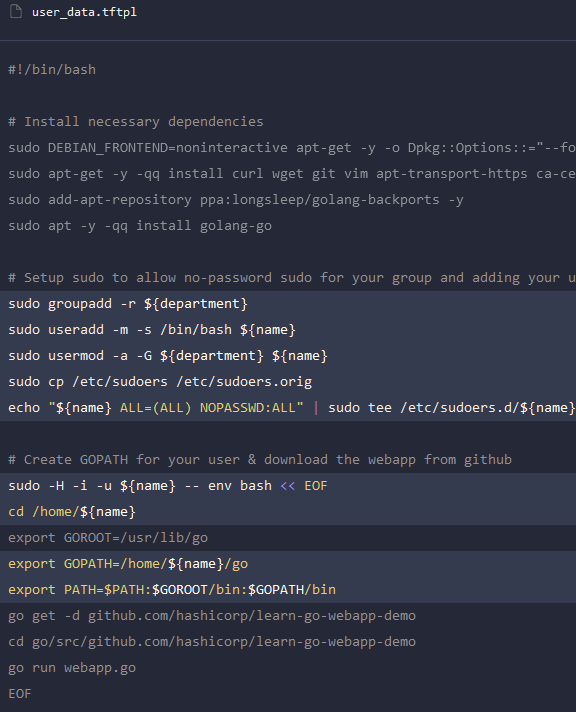 user_data.tftpl
#!/bin/bash
# Install necessary dependencies
sudo DEBIAN_FRONTEND=noninteractive apt-get -y -o Dpkg::Options::="--fo
sudo apt-get -y -qq install curl wget git vim apt-transport-https ca-ce
sudo add-apt-repository ppa:longsleep/golang-backports -y
sudo apt -y -qq install golang-go
# Setup sudo to allow no-password sudo for your group and adding your u
sudo groupadd -r ${department}
sudo useradd -m -s /bin/bash ${name}
sudo usermod -a -G ${department} ${name}
sudo cp /etc/sudoers /etc/sudoers.orig
echo "${name} ALL=(ALL) NOPASSWD:ALL" | sudo tee /etc/sudoers.d/${name}
# Create GOPATH for your user & download the webapp from github
sudo -H -i -u ${name} -- env bash << EOF
cd /home/${name}
export GOROOT=/usr/lib/go
export GOPATH=/home/${name}/go
export PATH=$PATH:$GOROOT/bin:$GOPATH/bin
go get -d github.com/hashicorp/learn-go-webapp-demo
cd go/src/github.com/hashicorp/learn-go-webapp-demo
go run webapp.go
EOF